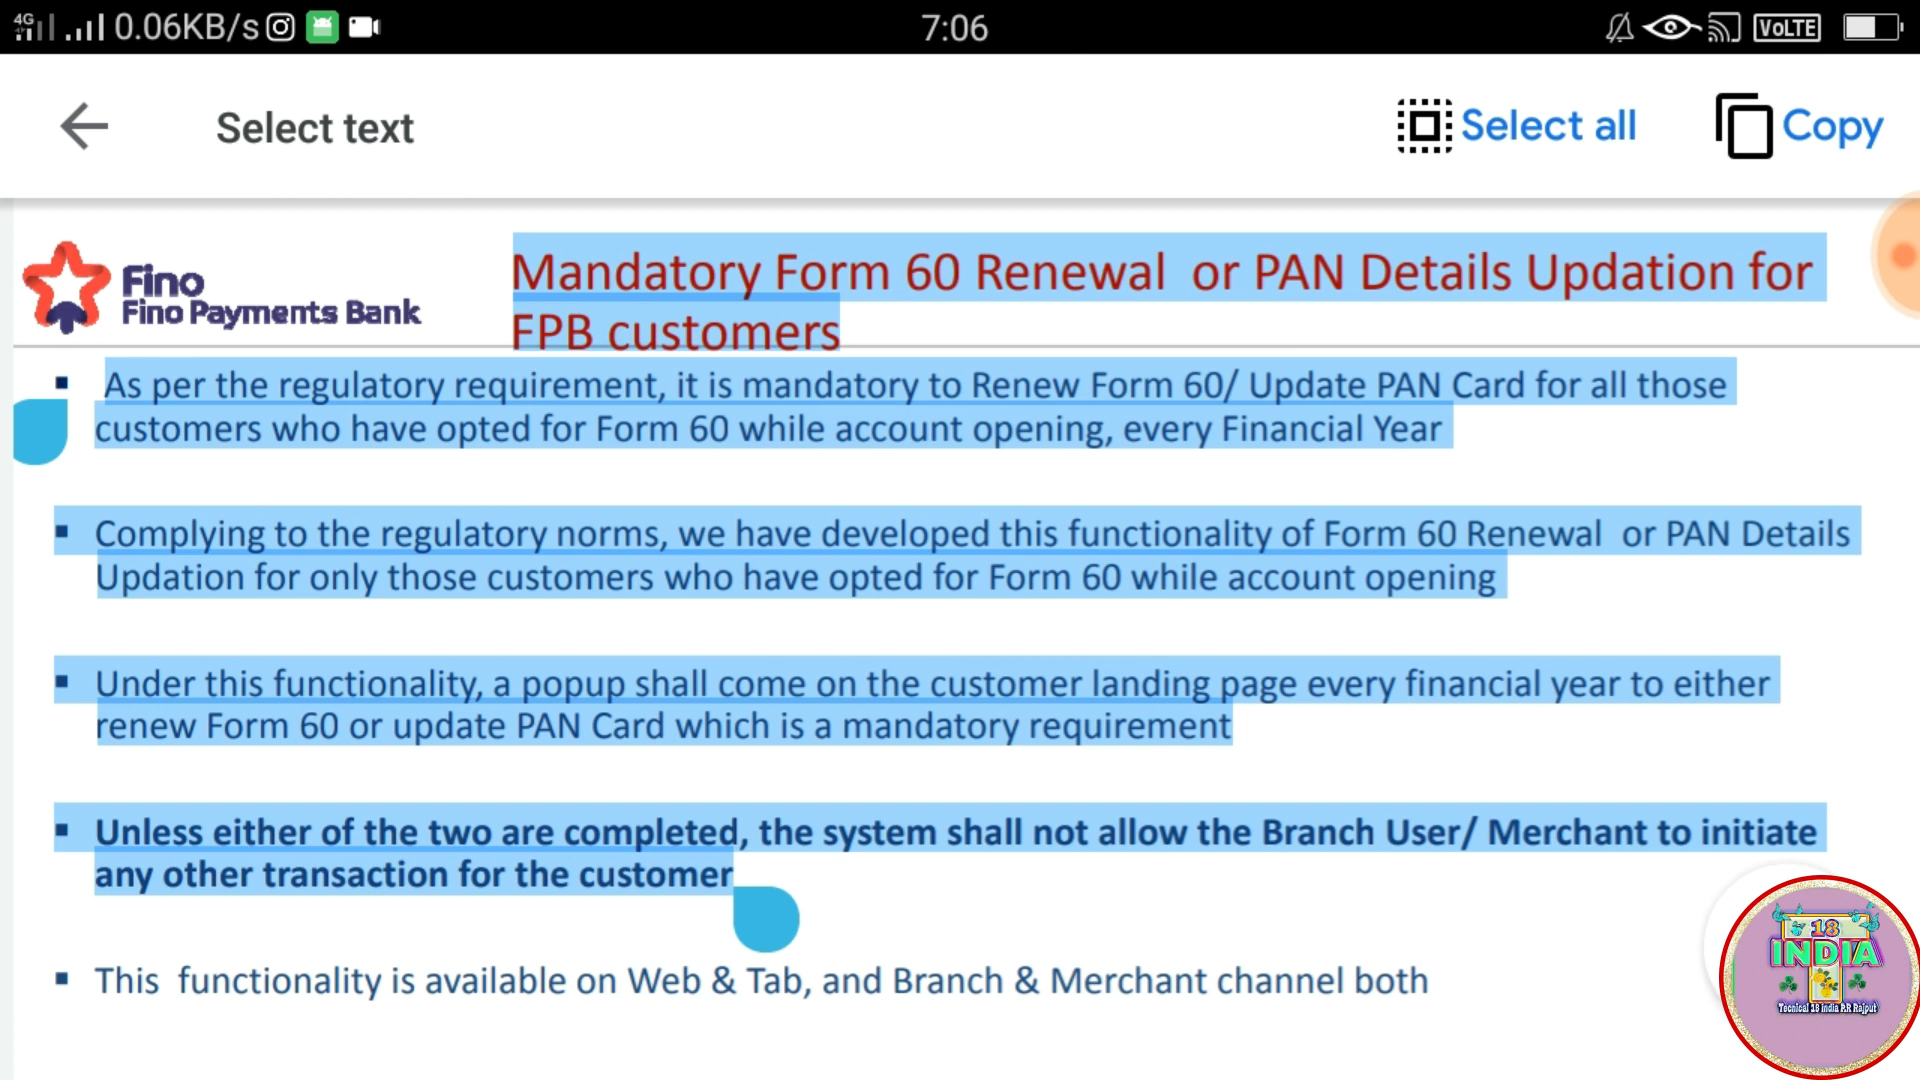 4G 0.06KB/s 7:06 VoLTE
Select text Select all Copy
Fino
Fino Payments Bank
Mandatory Form 60 Renewal or PAN Details Updation for
FPB customers
▪ As per the regulatory requirement, it is mandatory to Renew Form 60/ Update PAN Card for all those
customers who have opted for Form 60 while account opening, every Financial Year
▪ Complying to the regulatory norms, we have developed this functionality of Form 60 Renewal or PAN Details
Updation for only those customers who have opted for Form 60 while account opening
▪ Under this functionality, a popup shall come on the customer landing page every financial year to either
renew Form 60 or update PAN Card which is a mandatory requirement
▪ Unless either of the two are completed, the system shall not allow the Branch User/ Merchant to initiate
any other transaction for the customer
▪ This functionality is available on Web & Tab, and Branch & Merchant channel both
18
INDIA
Tecnical 18 india P.R Rajput